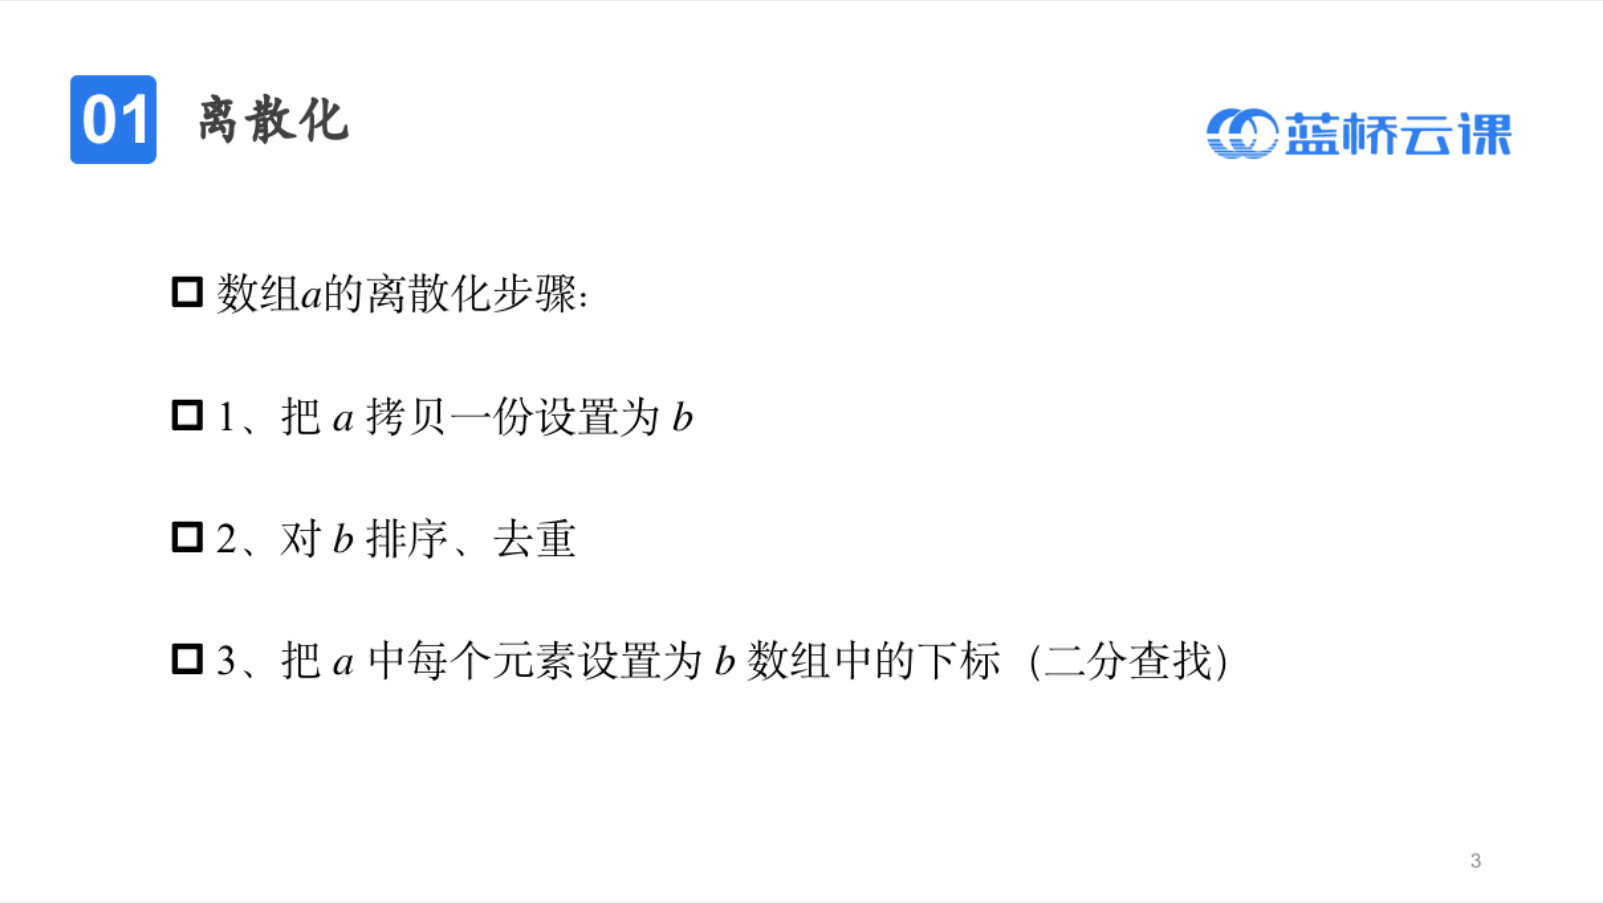 01 离散化
蓝桥云课
数组a的离散化步骤：
1、把 a 拷贝一份设置为 b
2、对 b 排序、去重
3、把 a 中每个元素设置为 b 数组中的下标（二分查找）
3